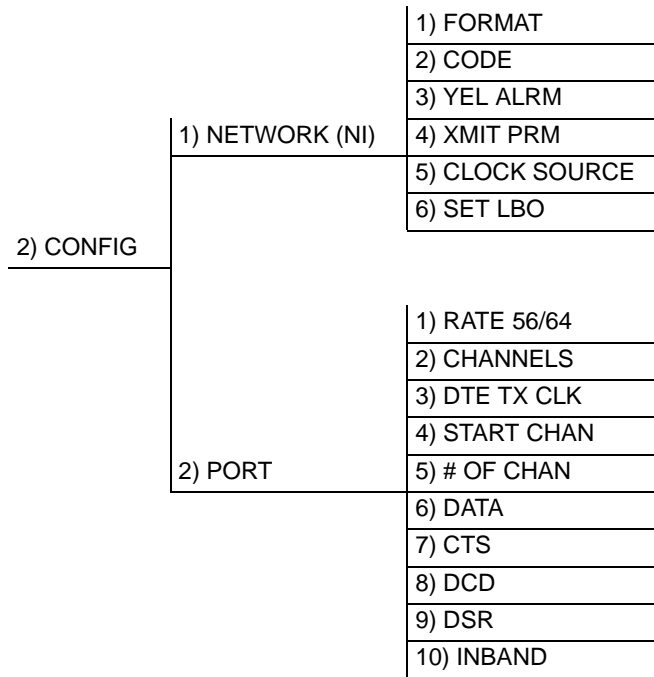 2) CONFIG
1) NETWORK (NI)
1) FORMAT
2) CODE
3) YEL ALRM
4) XMIT PRM
5) CLOCK SOURCE
6) SET LBO
2) PORT
1) RATE 56/64
2) CHANNELS
3) DTE TX CLK
4) START CHAN
5) # OF CHAN
6) DATA
7) CTS
8) DCD
9) DSR
10) INBAND